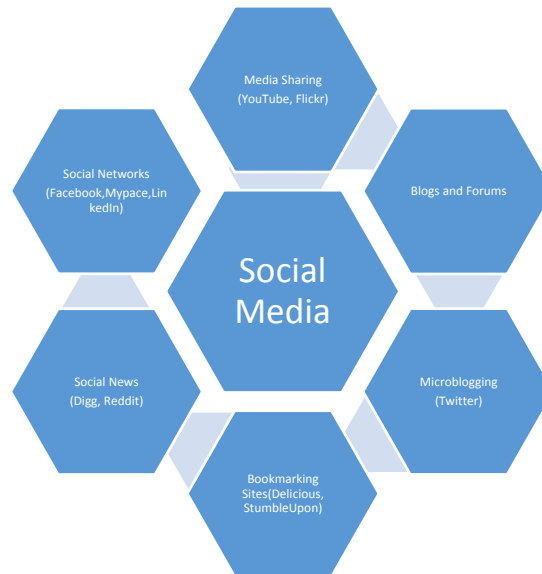 Media Sharing
(YouTube, Flickr)
Social Networks
(Facebook,Mypace,Lin
kedIn)
Blogs and Forums
Social
Media
Social News
(Digg, Reddit)
Microblogging
(Twitter)
Bookmarking
Sites(Delicious,
StumbleUpon)